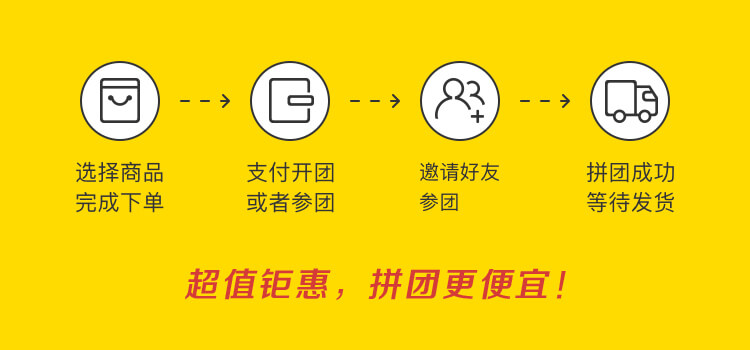 选择商品
完成下单
支付开团
或者参团
邀请好友
参团
拼团成功
等待发货
超值钜惠，拼团更便宜！